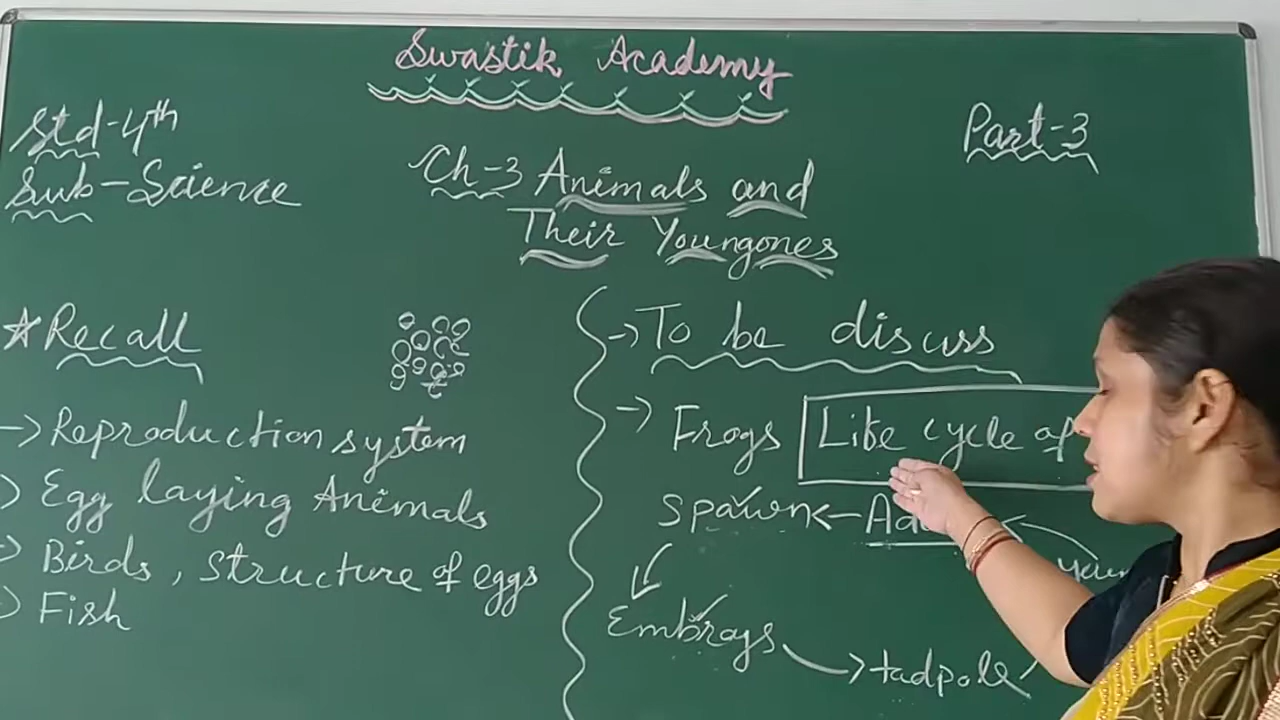 Swastik Academy
Std-4th
Part-3
Sub-Science
Ch-3 Animals and
Their Youngones
☆Recall
→Reproduction system
→ Egg laying Animals
→ Birds, structure of eggs
→ Fish
→To be discuss
→ Frogs Life cycle of
spawn←
Embroys
→tadpole